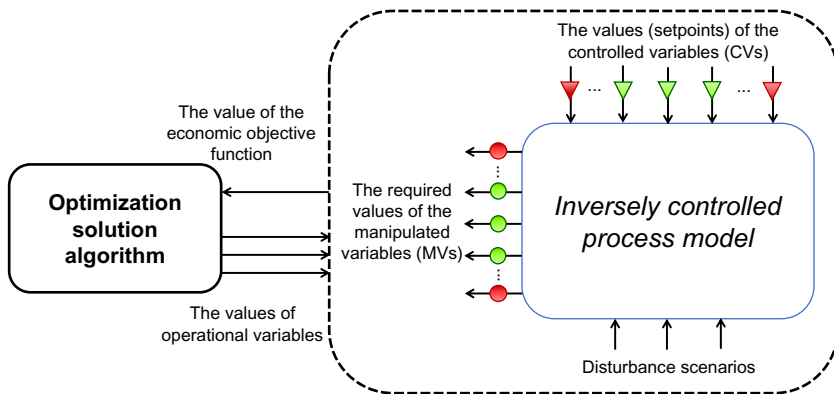 The values (setpoints) of the
controlled variables (CVs)
...
...
The value of the
economic objective
function
Optimization
solution
algorithm
The required
values of the
manipulated
variables (MVs)
Inversely controlled
process model
The values of
operational variables
Disturbance scenarios